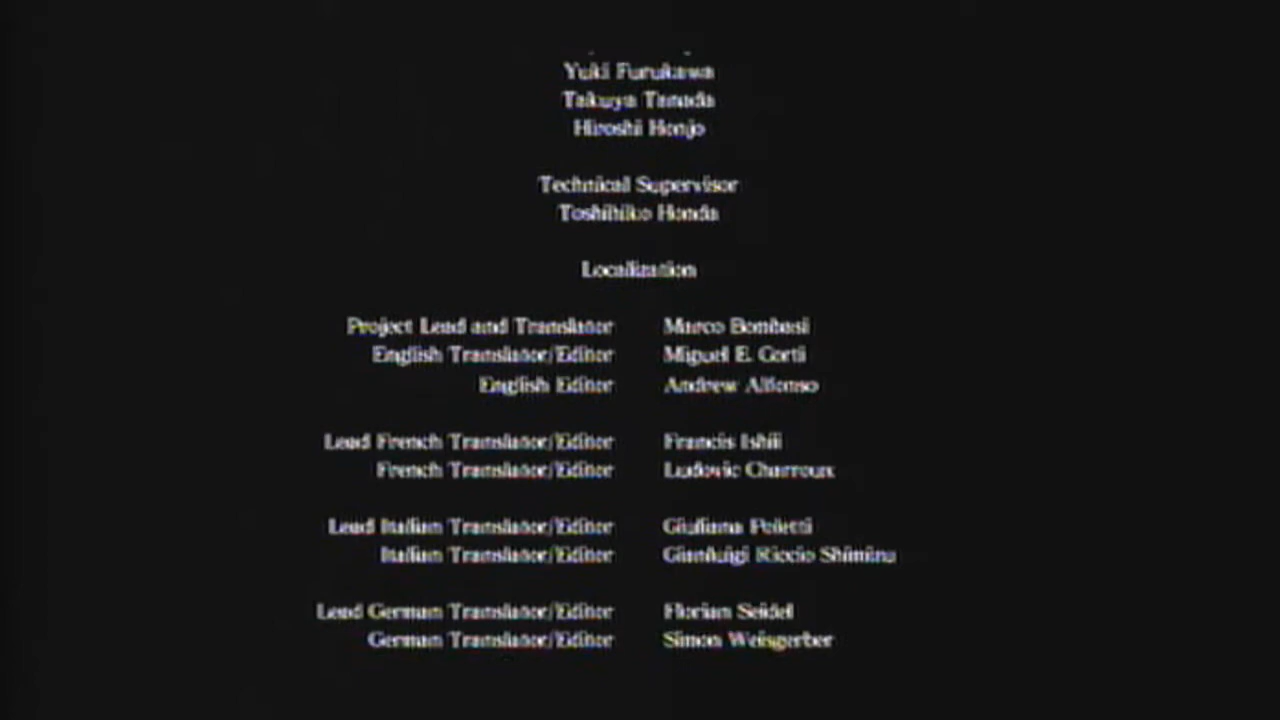 Yuki Furukawa
Takuya Tanada
Hiroshi Honjo
Technical Supervisor
Toshihiko Honda
Localization
Project Lead and Translator Marco Bombasi
English Translator/Editor Miguel E. Corti
English Editor Andrew Alfonso
Lead French Translator/Editor Francis Ishii
French Translator/Editor Ludovic Charroux
Lead Italian Translator/Editor Giuliana Poletti
Italian Translator/Editor Gianluigi Riccio
Lead German Translator/Editor Florian Seidel
German Translator/Editor Simon Weisgerber